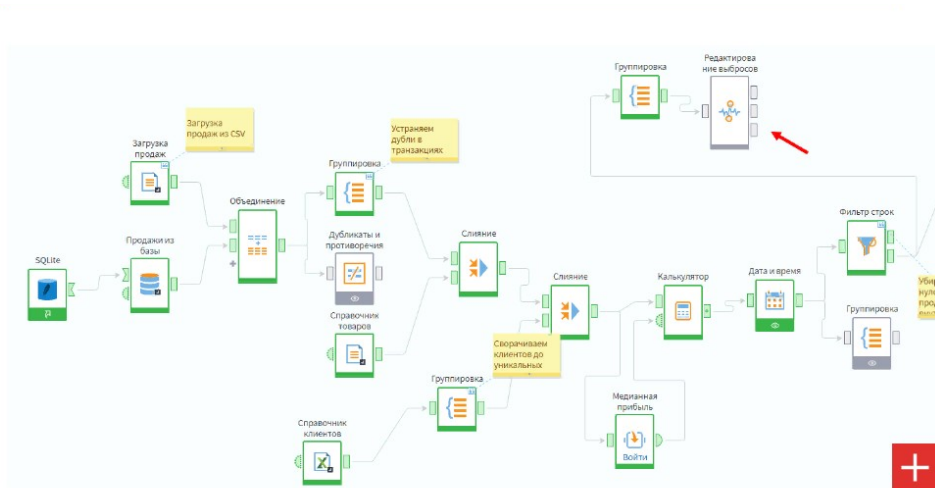 Группировка
Редактирова
ние выбросов
Загрузка
продаж из CSV
Устраняем
дубли в
транзакциях
Загрузка
продаж
Группировка
Объединение
Фильтр строк
Продажи из
базы
Дубликаты и
противоречия
Слияние
SQLite
Слияние
Калькулятор
Дата и время
Справочник
товаров
Группировка
Сворачиваем
клиентов до
уникальных
Группировка
Медианная
прибыль
Справочник
клиентов
Войти